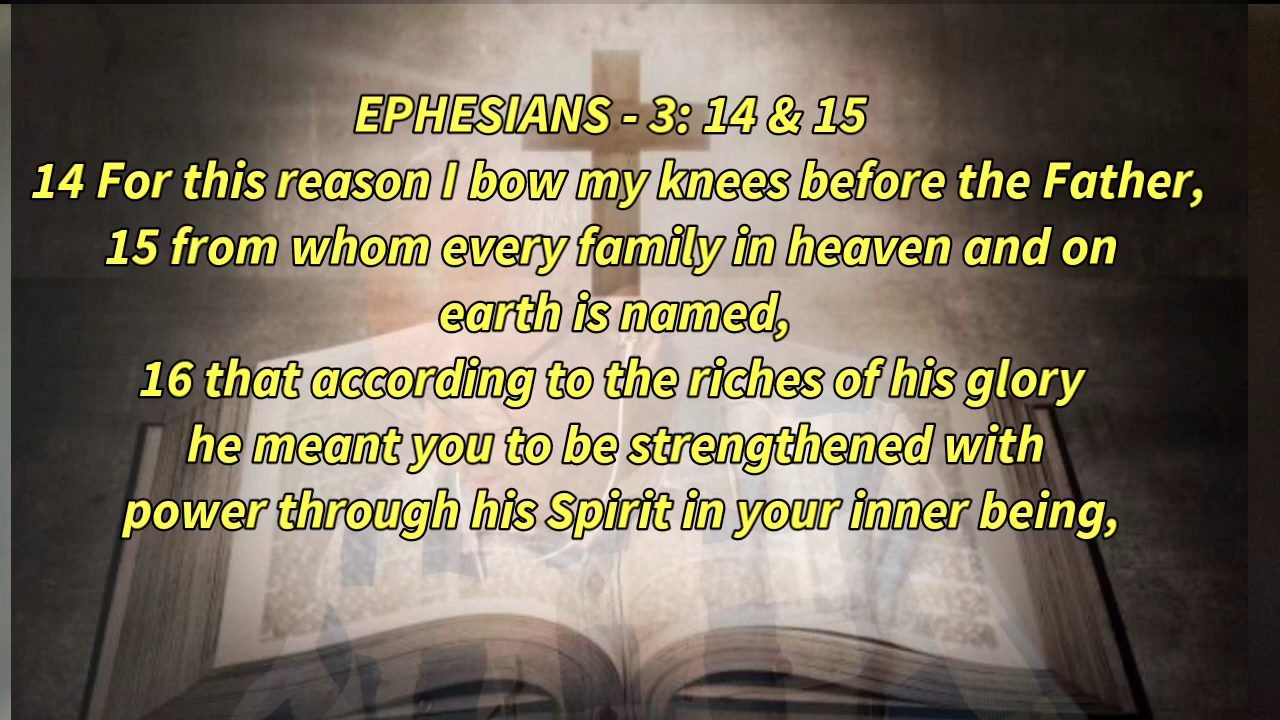 EPHESIANS - 3: 14 & 15
14 For this reason I bow my knees before the Father,
15 from whom every family in heaven and on
earth is named,
16 that according to the riches of his glory
he meant you to be strengthened with
power through his Spirit in your inner being,